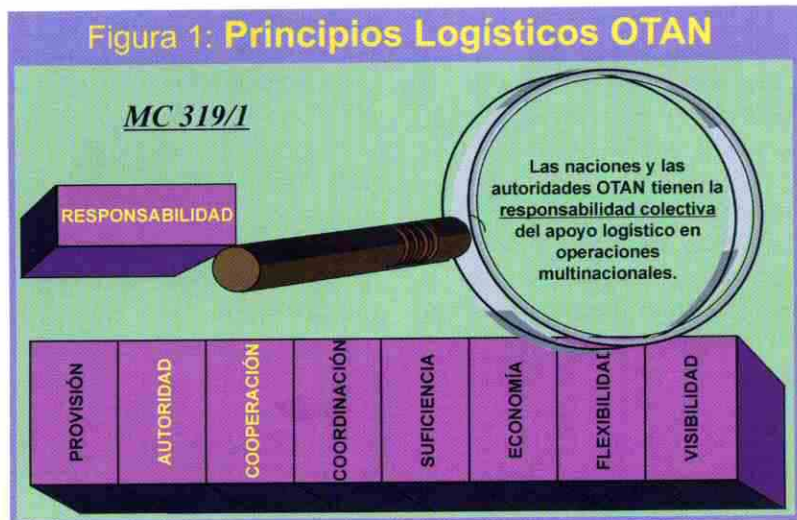 Figura 1: Principios Logísticos OTAN
MC 319/1
RESPONSABILIDAD
Las naciones y las
autoridades OTAN tienen la
responsabilidad colectiva
del apoyo logístico en
operaciones
multinacionales.
PROVISIÓN
AUTORIDAD
COOPERACIÓN
COORDINACIÓN
SUFICIENCIA
ECONOMÍA
FLEXIBILIDAD
VISIBILIDAD